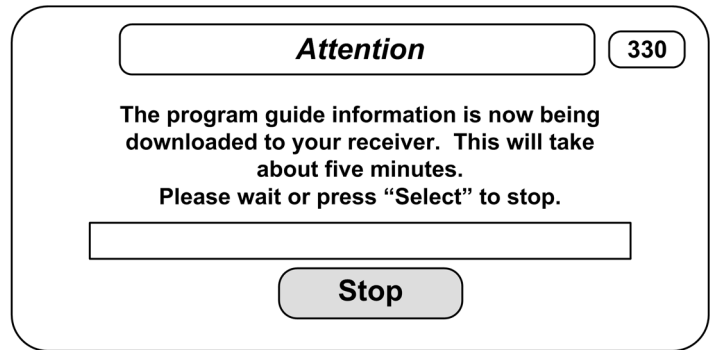 Attention
330
The program guide information is now being
downloaded to your receiver.  This will take
about five minutes.
Please wait or press “Select” to stop.
Stop